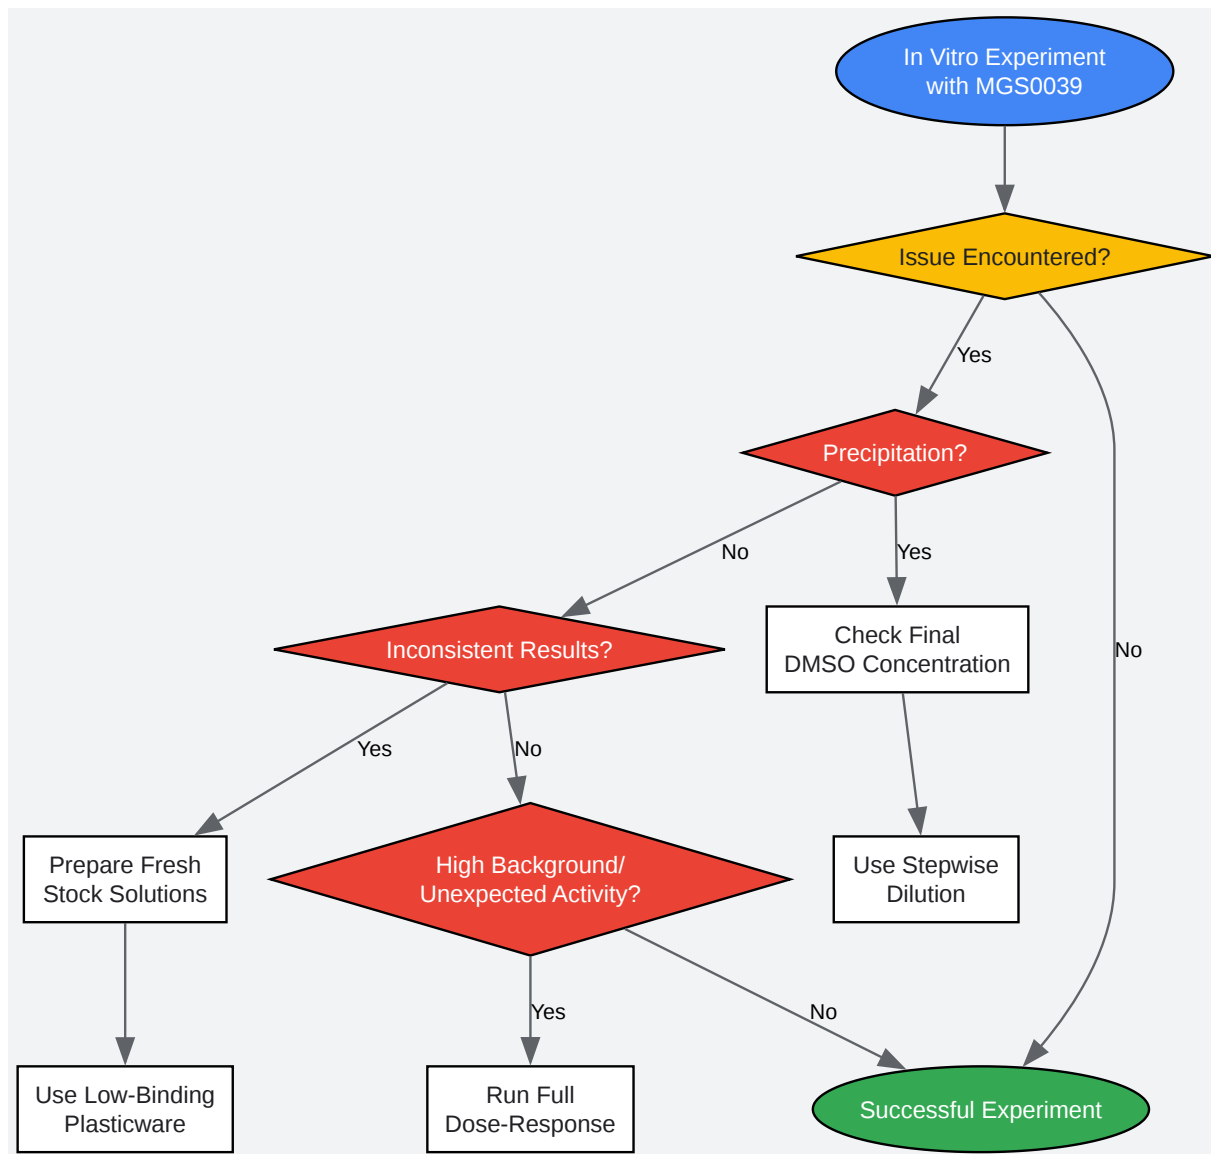 In Vitro Experiment
with MGS0039
Issue Encountered?
Yes
Precipitation?
No
Yes
Inconsistent Results?
Check Final
DMSO Concentration
No
Yes
No
Prepare Fresh
Stock Solutions
High Background/
Unexpected Activity?
Use Stepwise
Dilution
Yes
No
Use Low-Binding
Plasticware
Run Full
Dose-Response
Successful Experiment